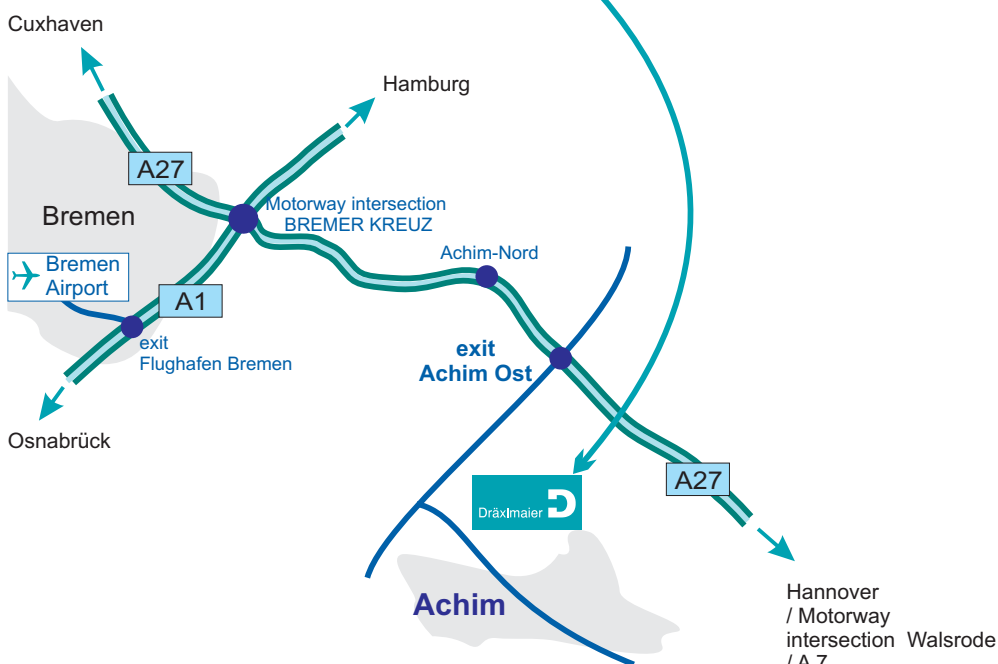 Cuxhaven
Hamburg
A27
Motorway intersection
BREMER KREUZ
Bremen
Achim-Nord
Bremen
Airport
A1
exit
Flughafen Bremen
exit
Achim Ost
Osnabrück
A27
Dräxlmaier
Achim
Hannover
/ Motorway
intersection Walsrode
/ A 7